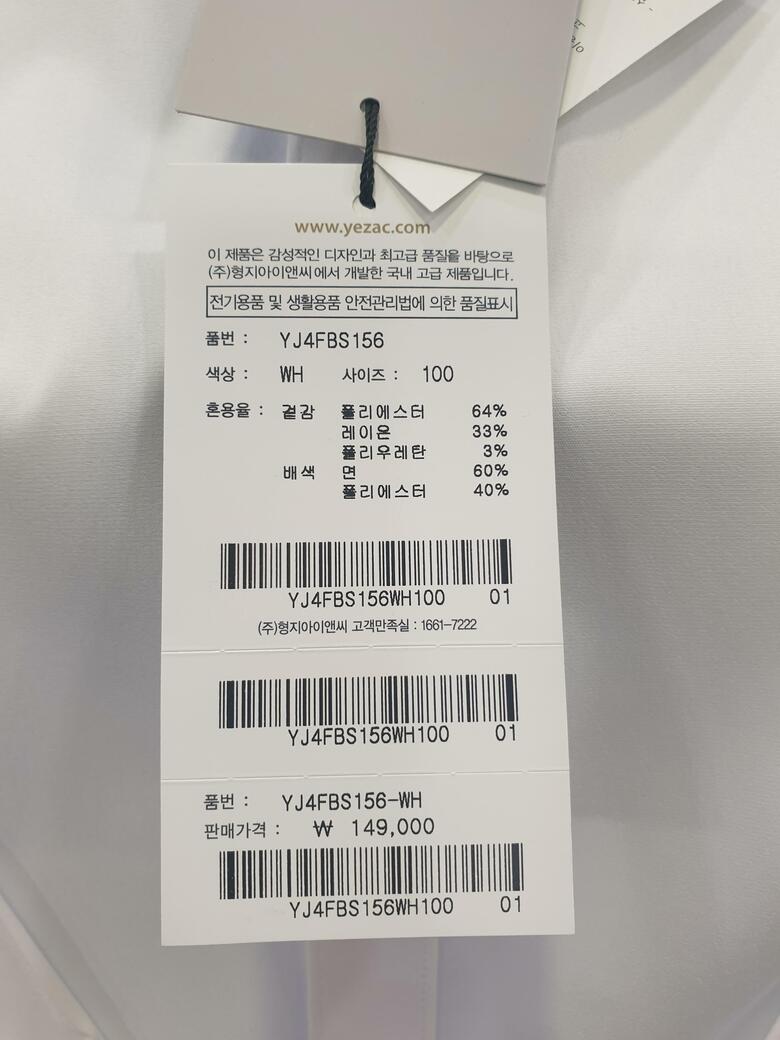 www.yezac.com
이 제품은 감성적인 디자인과 최고급 품질을 바탕으로
(주)형지아이앤씨에서 개발한 국내 고급 제품입니다.
전기용품 및 생활용품 안전관리법에 의한 품질표시
품번 : YJ4FBS156
색상 : WH 사이즈 : 100
혼용율 : 겉감 폴리에스터 64%
레이온 33%
폴리우레탄 3%
배색 면 60%
폴리에스터 40%
YJ4FBS156WH100 01
(주)형지아이앤씨 고객만족실 : 1661-7222
YJ4FBS156WH100 01
품번 : YJ4FBS156-WH
판매가격 : ₩ 149,000
YJ4FBS156WH100 01